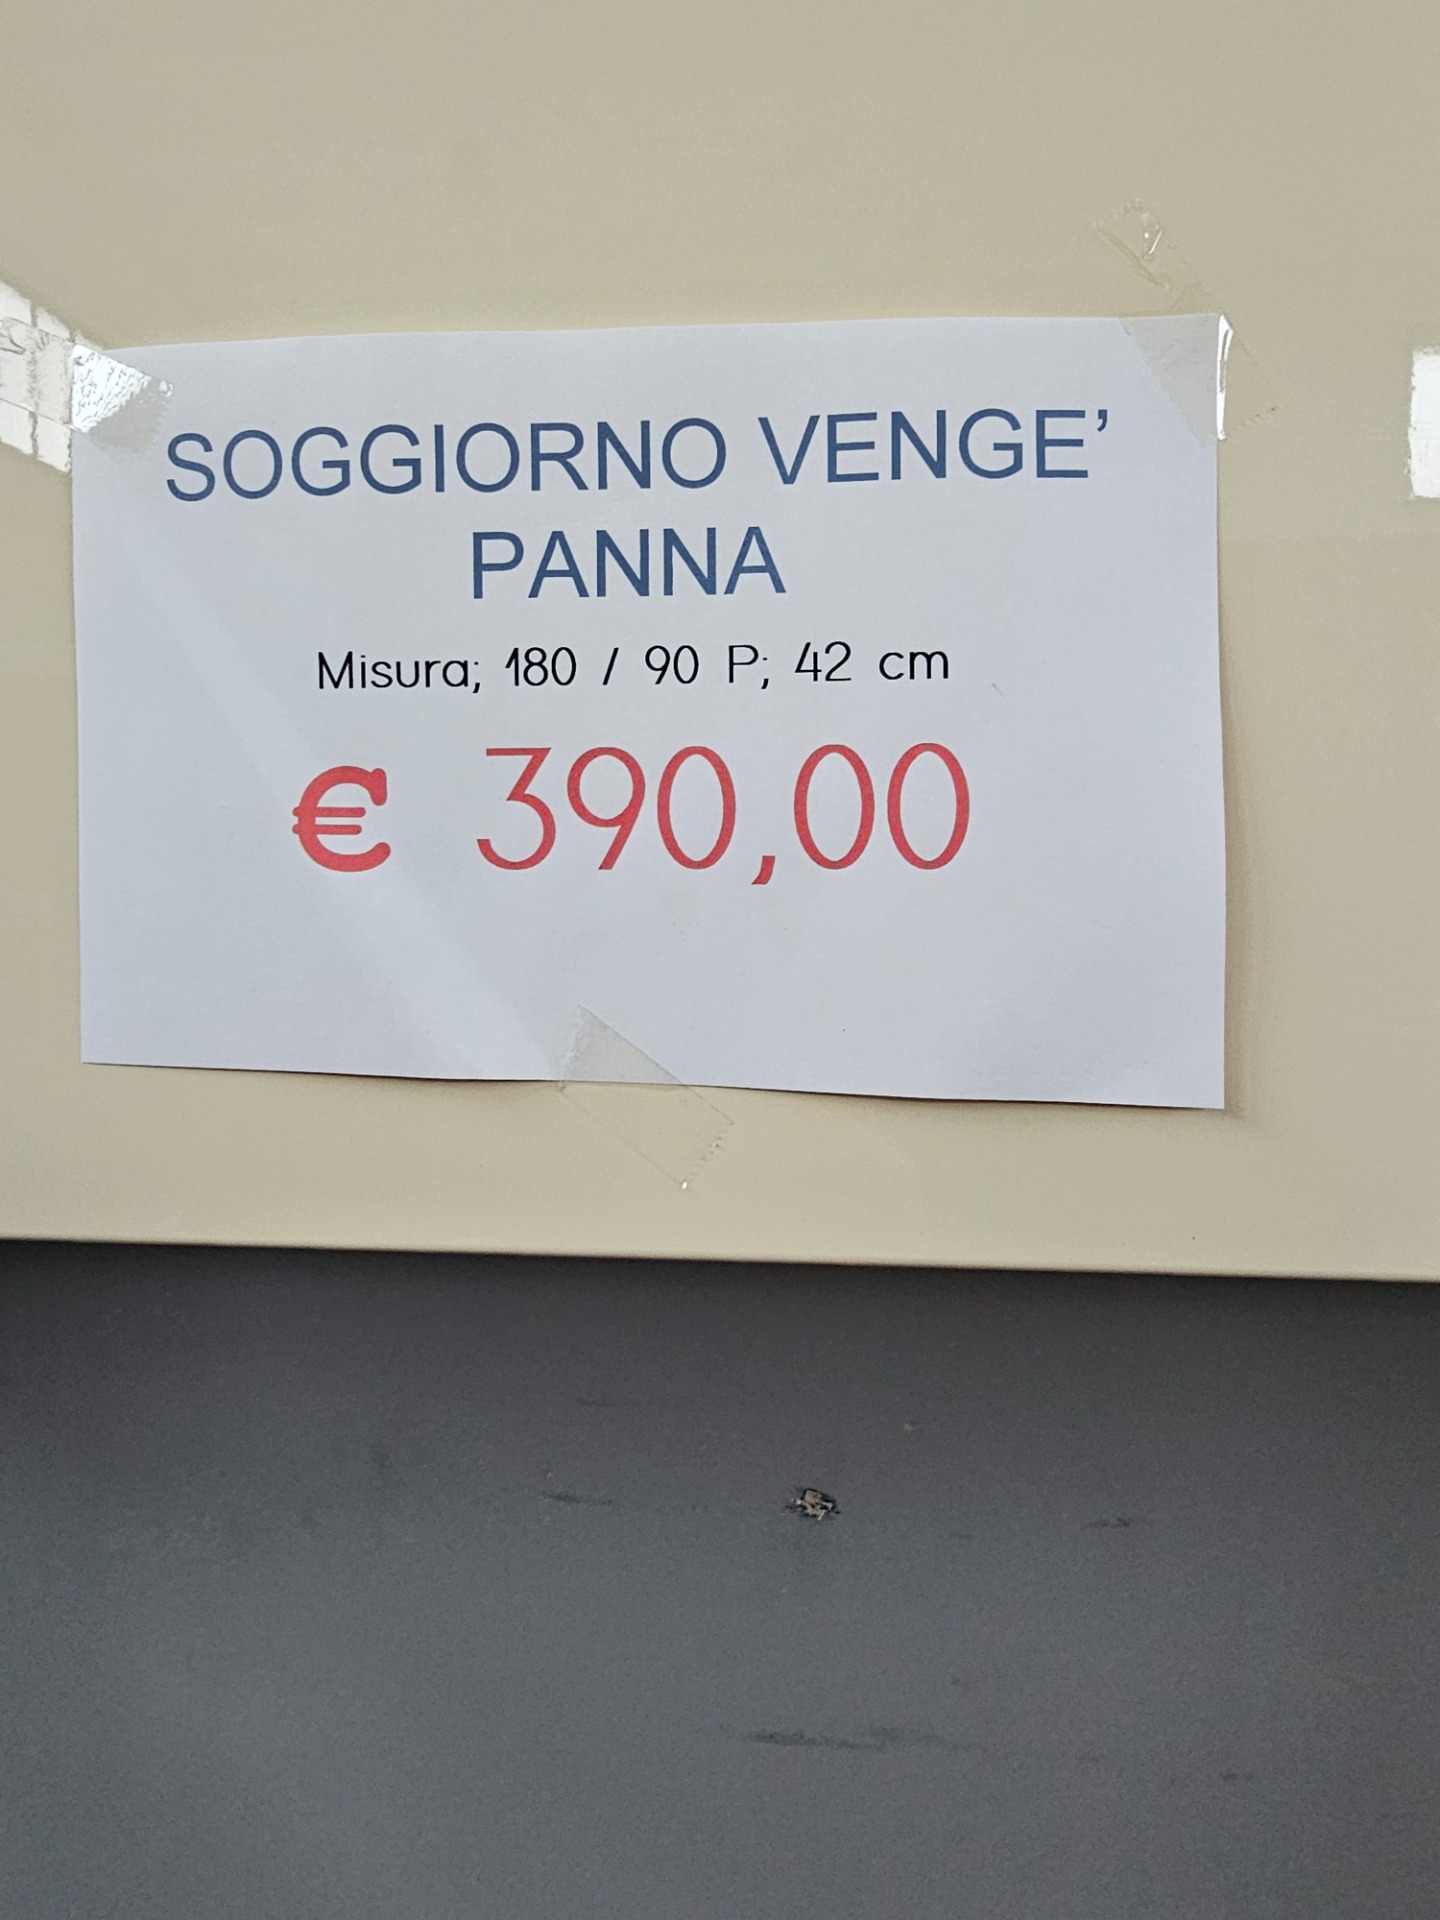 SOGGIORNO VENGE’
PANNA
Misura; 180 / 90 P; 42 cm
€ 390,00